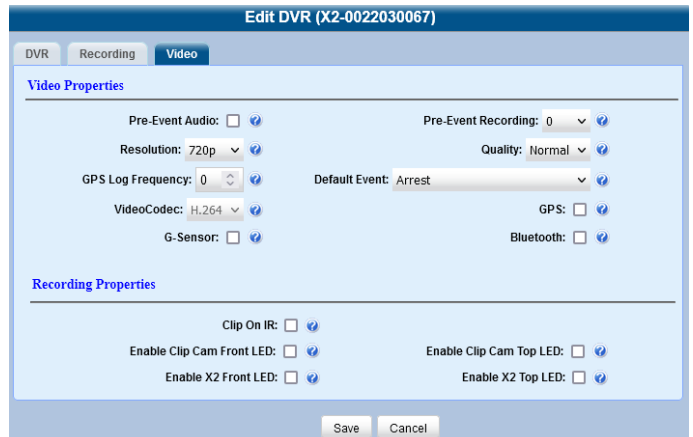 Edit DVR (X2-0022030067)
DVR Recording Video
Video Properties
Pre-Event Audio: Pre-Event Recording: 0
Resolution: 720p Quality: Normal
GPS Log Frequency: 0 Default Event: Arrest
VideoCodec: H.264 GPS:
G-Sensor: Bluetooth:
Recording Properties
Clip On IR:
Enable Clip Cam Front LED: Enable Clip Cam Top LED:
Enable X2 Front LED: Enable X2 Top LED:
Save Cancel